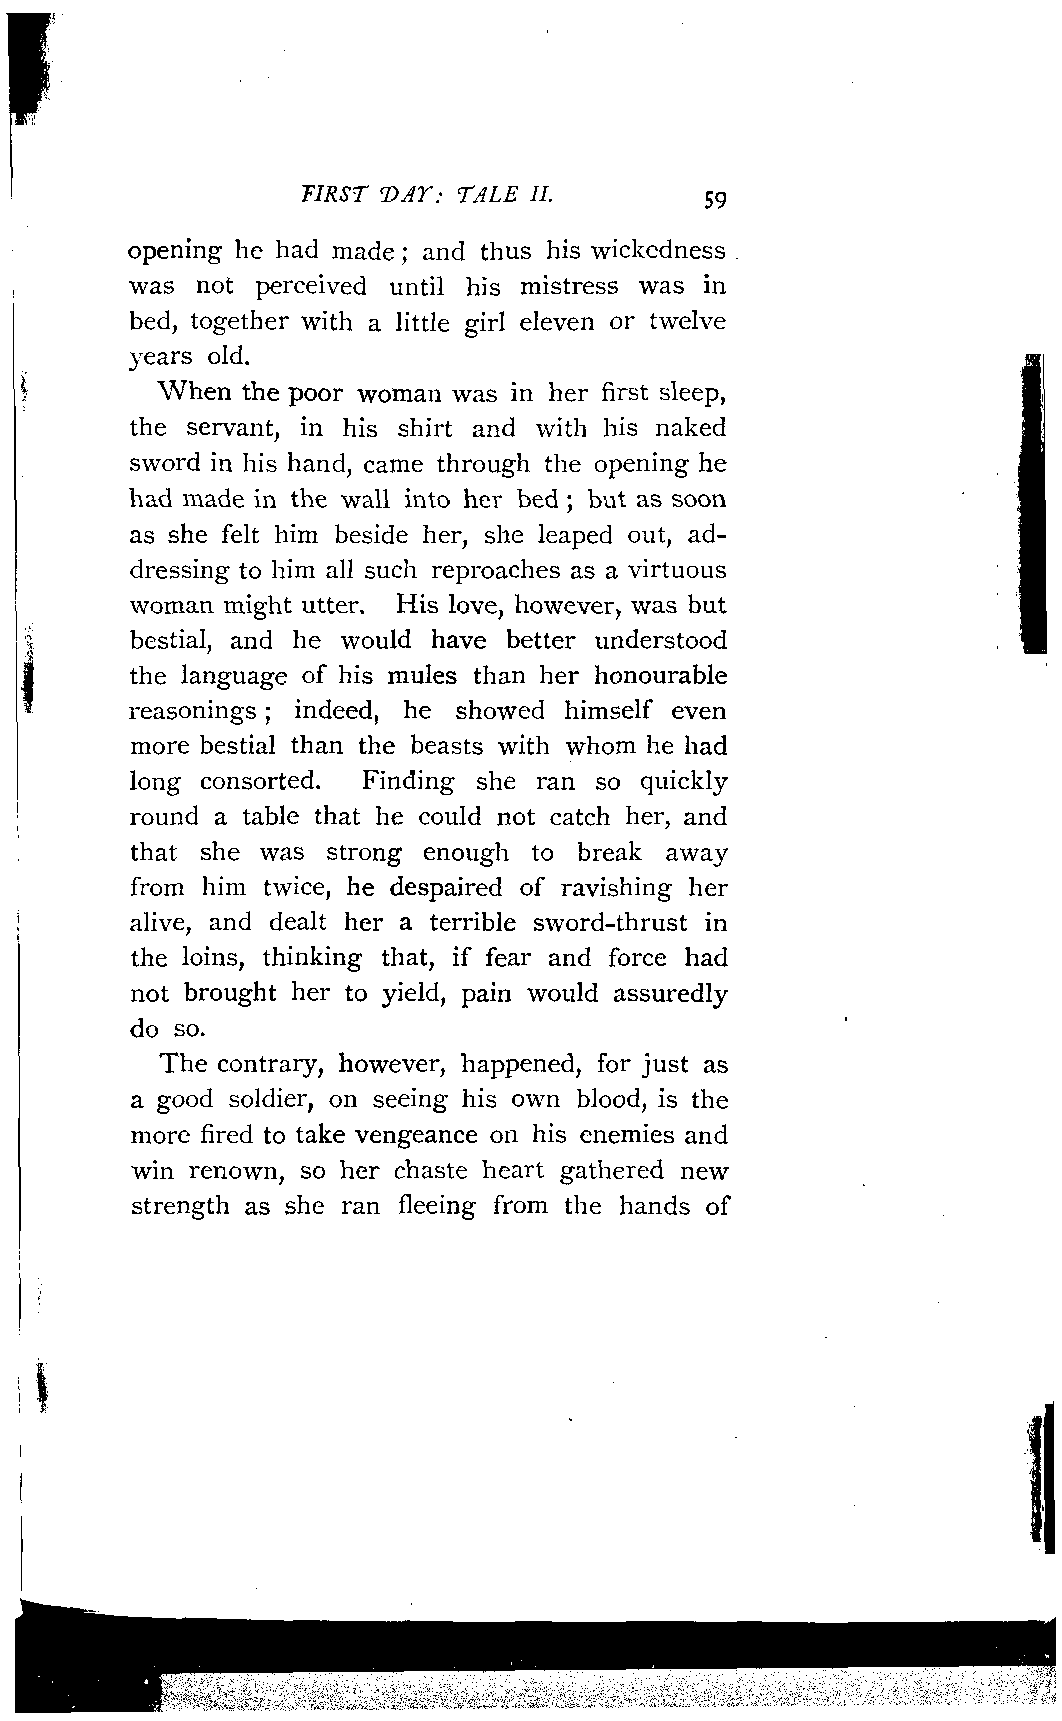 FIRST DAY: TALE II. 59
opening he had made; and thus his wickedness
was not perceived until his mistress was in
bed, together with a little girl eleven or twelve
years old.
When the poor woman was in her first sleep,
the servant, in his shirt and with his naked
sword in his hand, came through the opening he
had made in the wall into her bed; but as soon
as she felt him beside her, she leaped out, ad-
dressing to him all such reproaches as a virtuous
woman might utter. His love, however, was but
bestial, and he would have better understood
the language of his mules than her honourable
reasonings; indeed, he showed himself even
more bestial than the beasts with whom he had
long consorted. Finding she ran so quickly
round a table that he could not catch her, and
that she was strong enough to break away
from him twice, he despaired of ravishing her
alive, and dealt her a terrible sword-thrust in
the loins, thinking that, if fear and force had
not brought her to yield, pain would assuredly
do so.
The contrary, however, happened, for just as
a good soldier, on seeing his own blood, is the
more fired to take vengeance on his enemies and
win renown, so her chaste heart gathered new
strength as she ran fleeing from the hands of